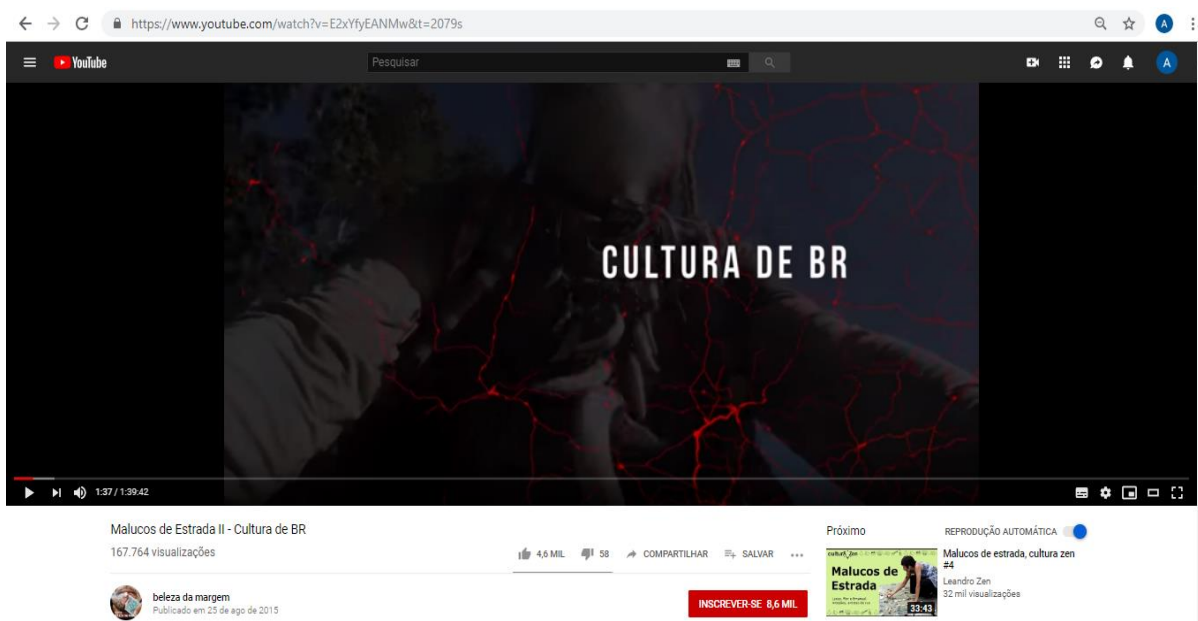 https://www.youtube.com/watch?v=E2xYfyEANMw&t=2079s
A
YouTube
Pesquisar
A
CULTURA DE BR
1:37 / 1:39:42
Malucos de Estrada II - Cultura de BR
167.764 visualizações
4,6 MIL 58 COMPARTILHAR SALVAR
beleza da margem
Publicado em 25 de ago de 2015
INSCREVER-SE 8,6 MIL
Próximo REPRODUÇÃO AUTOMÁTICA
Malucos de
Estrada
33:43
Malucos de estrada, cultura zen
#4
Leandro Zen
32 mil visualizações